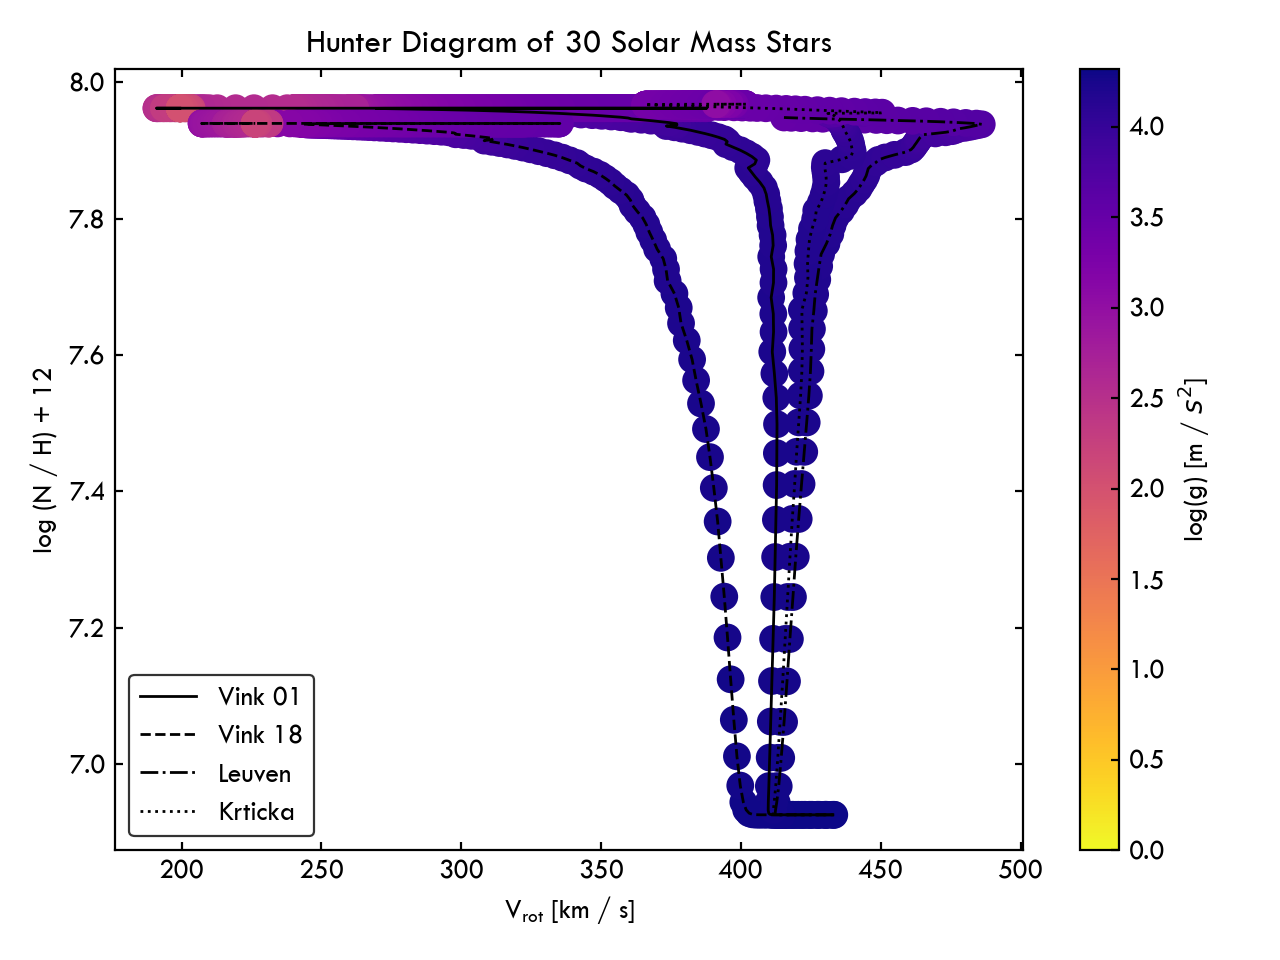 Hunter Diagram of 30 Solar Mass Stars
8.0
7.8
7.6
7.4
7.2
7.0
log (N / H) + 12
Vink 01
Vink 18
Leuven
Krticka
200 250 300 350 400 450 500
V_rot [km / s]
4.0
3.5
3.0
2.5
2.0
1.5
1.0
0.5
0.0
log(g) [m / s^2]